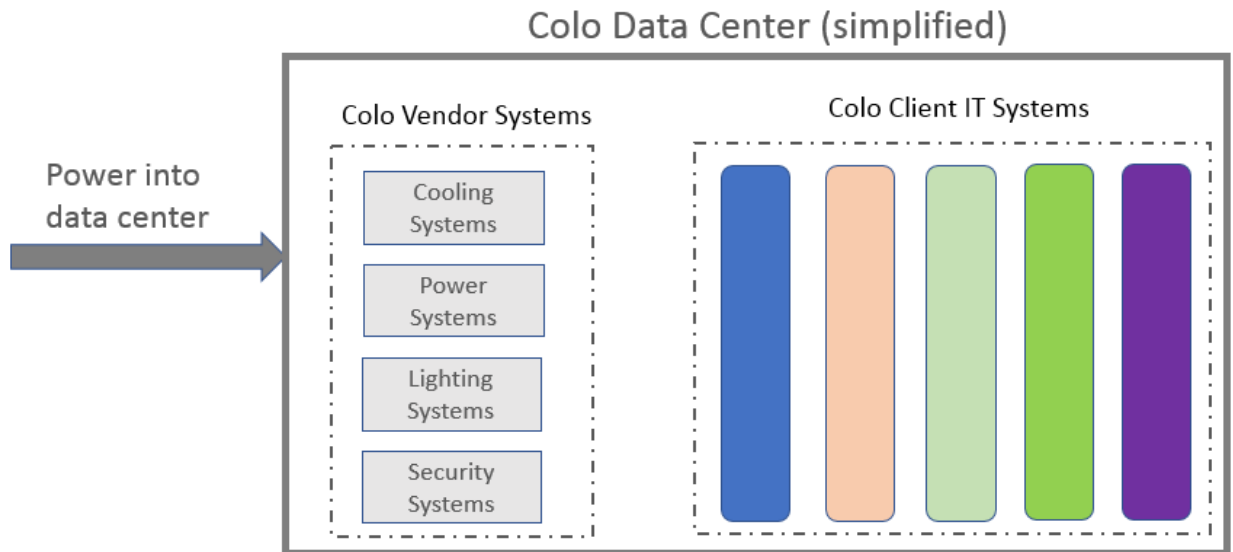 Colo Data Center (simplified)
Power into
data center
Colo Vendor Systems
Cooling
Systems
Power
Systems
Lighting
Systems
Security
Systems
Colo Client IT Systems